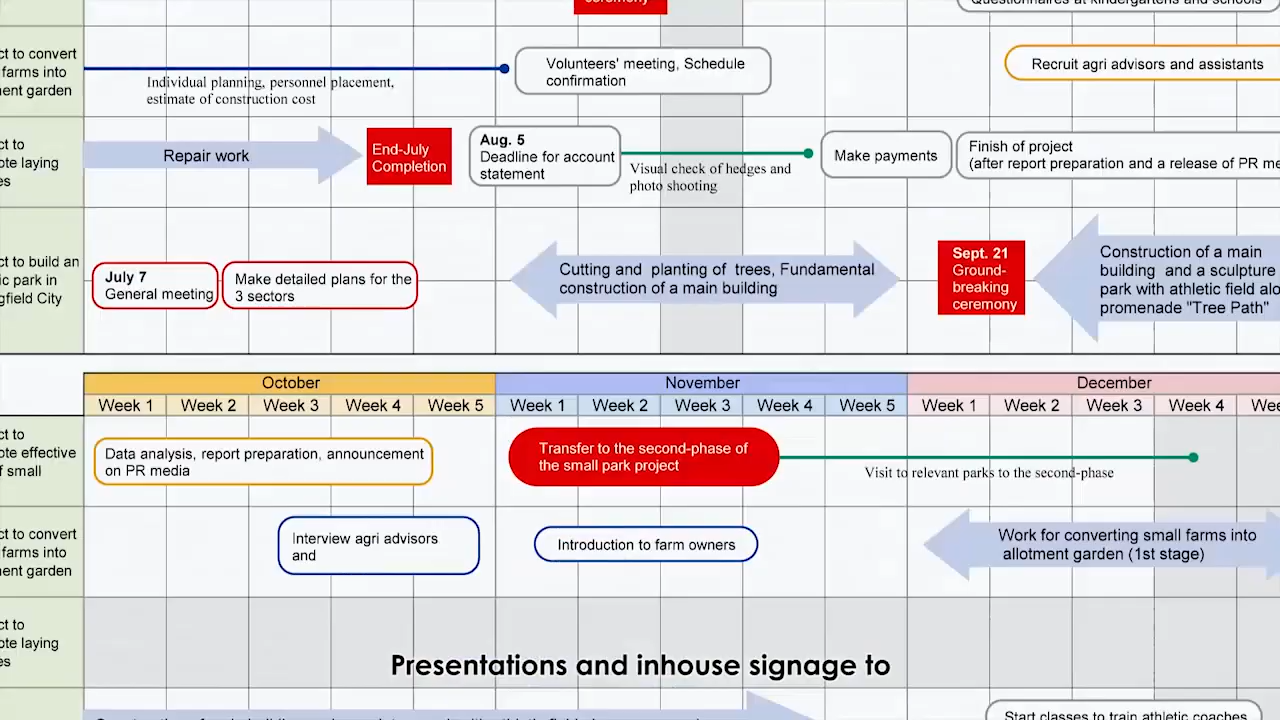 ceremony
Questionnaires at kindergartens and schools
ct to convert
farms into
ment garden
Individual planning, personnel placement,
estimate of construction cost
Volunteers' meeting, Schedule
confirmation
Recruit agri advisors and assistants
ct to
ote laying
es
Repair work
End-July
Completion
Aug. 5
Deadline for account
statement
Visual check of hedges and
photo shooting
Make payments
Finish of project
(after report preparation and a release of PR me
ct to build an
ic park in
gfield City
July 7
General meeting
Make detailed plans for the
3 sectors
Cutting and planting of trees, Fundamental
construction of a main building
Sept. 21
Ground-
breaking
ceremony
Construction of a main
building and a sculpture
park with athletic field alo
promenade "Tree Path"
October November December
Week 1 Week 2 Week 3 Week 4 Week 5 Week 1 Week 2 Week 3 Week 4 Week 5 Week 1 Week 2 Week 3 Week 4 Wee
ct to
ote effective
f small
Data analysis, report preparation, announcement
on PR media
Transfer to the second-phase of
the small park project
Visit to relevant parks to the second-phase
ct to convert
farms into
ment garden
Interview agri advisors
and
Introduction to farm owners
Work for converting small farms into
allotment garden (1st stage)
ct to
ote laying
es
Presentations and inhouse signage to
Start classes to train athletic coaches